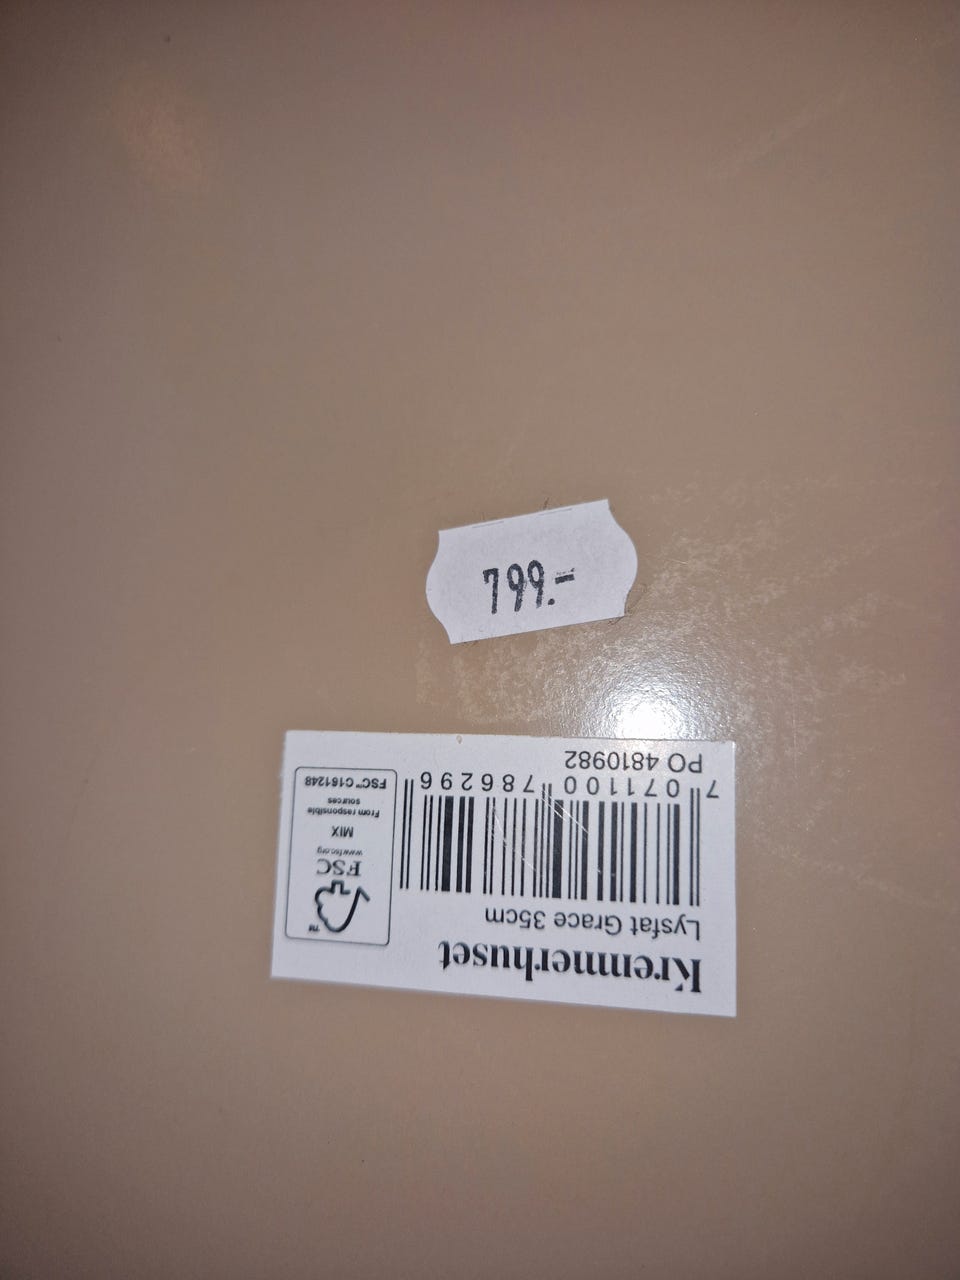 799.-
Kremmerhuset
Lysfat Grace 35cm
7 071100 786296
PO 4810982
TM
FSC
www.fsc.org
MIX
From responsible
sources
FSC™ C161248